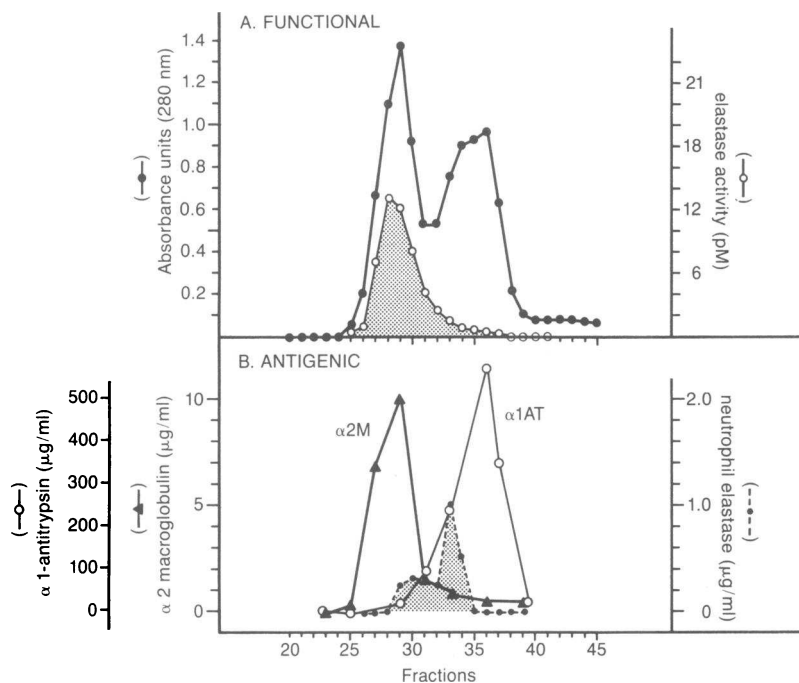 A. FUNCTIONAL
1.4
1.2
1.0
0.8
0.6
0.4
0.2
Absorbance units (280 nm)
21
18
12
6
elastase activity (pM)
B. ANTIGENIC
500
400
300
200
100
0
α 1-antitrypsin (μg/ml)
10
5
0
α 2 macroglobulin (μg/ml)
α2M
α1AT
2.0
1.0
0
neutrophil elastase (μg/ml)
20 25 30 35 40 45
Fractions